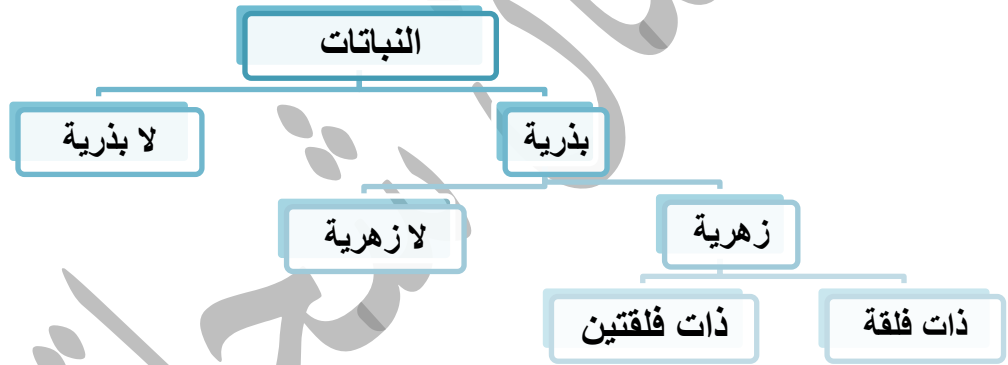 النباتات
بذرية
لا بذرية
زهرية
لا زهرية
ذات فلقة
ذات فلقتين